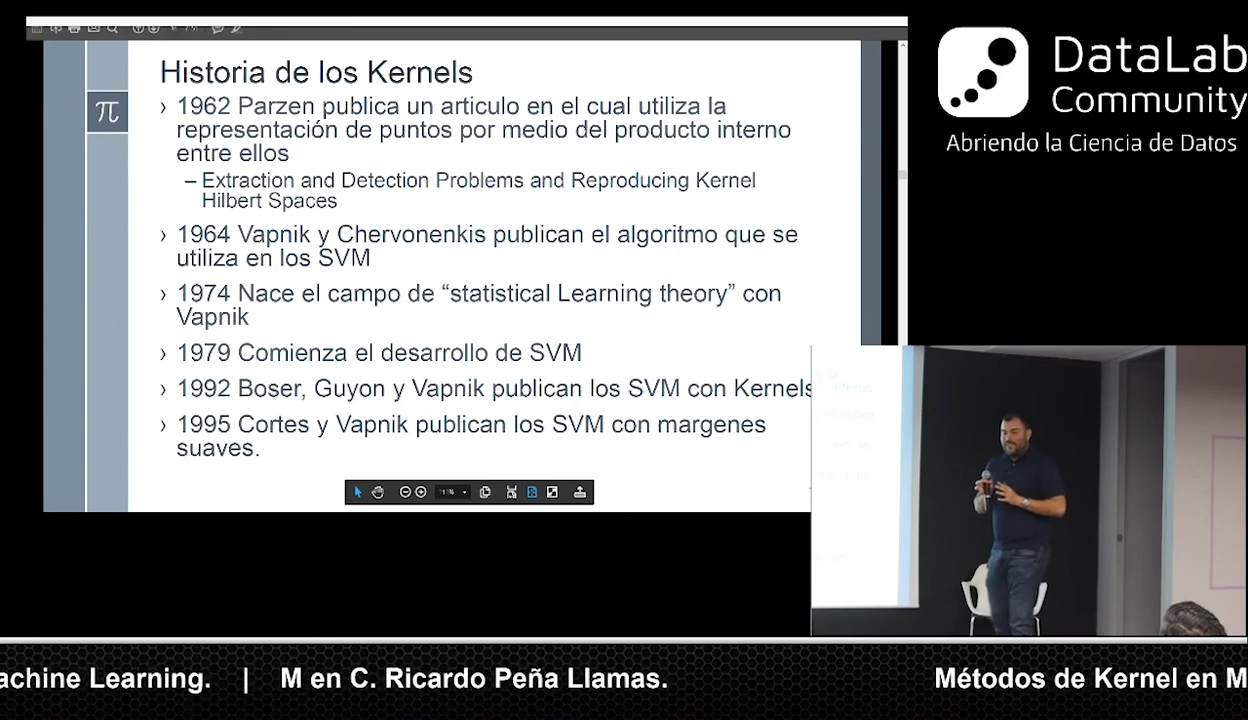 Historia de los Kernels
π
› 1962 Parzen publica un articulo en el cual utiliza la
representación de puntos por medio del producto interno
entre ellos
– Extraction and Detection Problems and Reproducing Kernel
Hilbert Spaces
› 1964 Vapnik y Chervonenkis publican el algoritmo que se
utiliza en los SVM
› 1974 Nace el campo de “statistical Learning theory” con
Vapnik
› 1979 Comienza el desarrollo de SVM
› 1992 Boser, Guyon y Vapnik publican los SVM con Kernels
› 1995 Cortes y Vapnik publican los SVM con margenes
suaves.
DataLab
Community
Abriendo la Ciencia de Datos
achine Learning. | M en C. Ricardo Peña Llamas. Métodos de Kernel en M